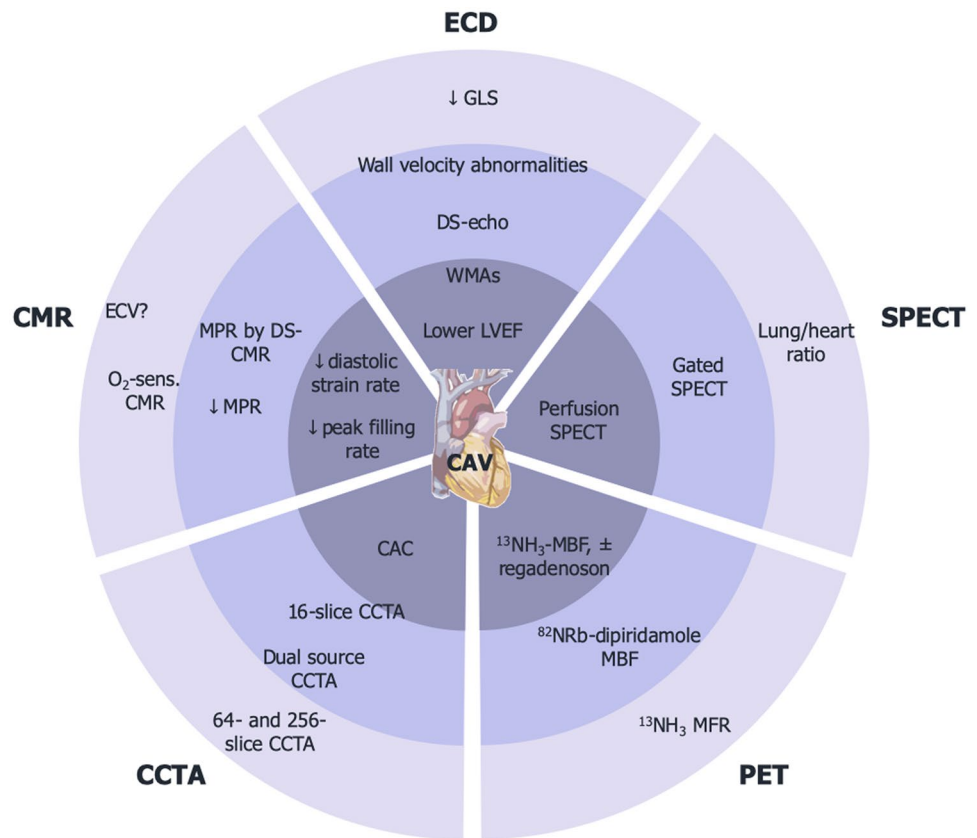 ECD
↓ GLS
Wall velocity abnormalities
DS-echo
WMAs
Lower LVEF
CMR
ECV?
O₂-sens.
CMR
MPR by DS-
CMR
↓ MPR
↓ diastolic
strain rate
↓ peak filling
rate
SPECT
Lung/heart
ratio
Gated
SPECT
Perfusion
SPECT
CAV
CAC
16-slice CCTA
Dual source
CCTA
64- and 256-
slice CCTA
CCTA
¹³NH₃-MBF, ±
regadenoson
⁸²NRb-dipiridamole
MBF
¹³NH₃ MFR
PET